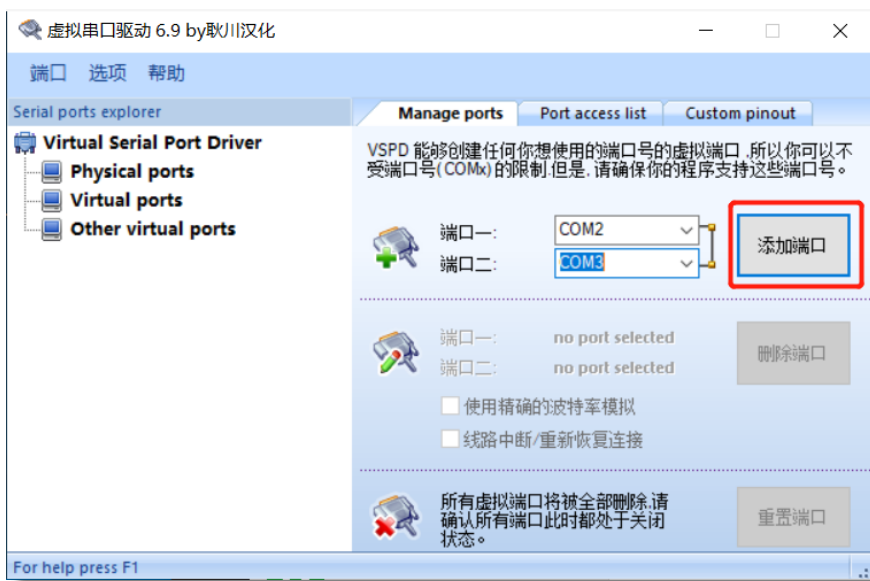 虚拟串口驱动 6.9 by耿川汉化
端口 选项 帮助
Serial ports explorer
Virtual Serial Port Driver
Physical ports
Virtual ports
Other virtual ports
Manage ports Port access list Custom pinout
VSPD 能够创建任何你想使用的端口号的虚拟端口 .所以你可以不
受端口号(COMx)的限制.但是,请确保你的程序支持这些端口号。
端口一: COM2
端口二: COM3
添加端口
端口一: no port selected
端口二: no port selected
删除端口
使用精确的波特率模拟
线路中断/重新恢复连接
所有虚拟端口将被全部删除.请
确认所有端口此时都处于关闭
状态。
重置端口
For help press F1